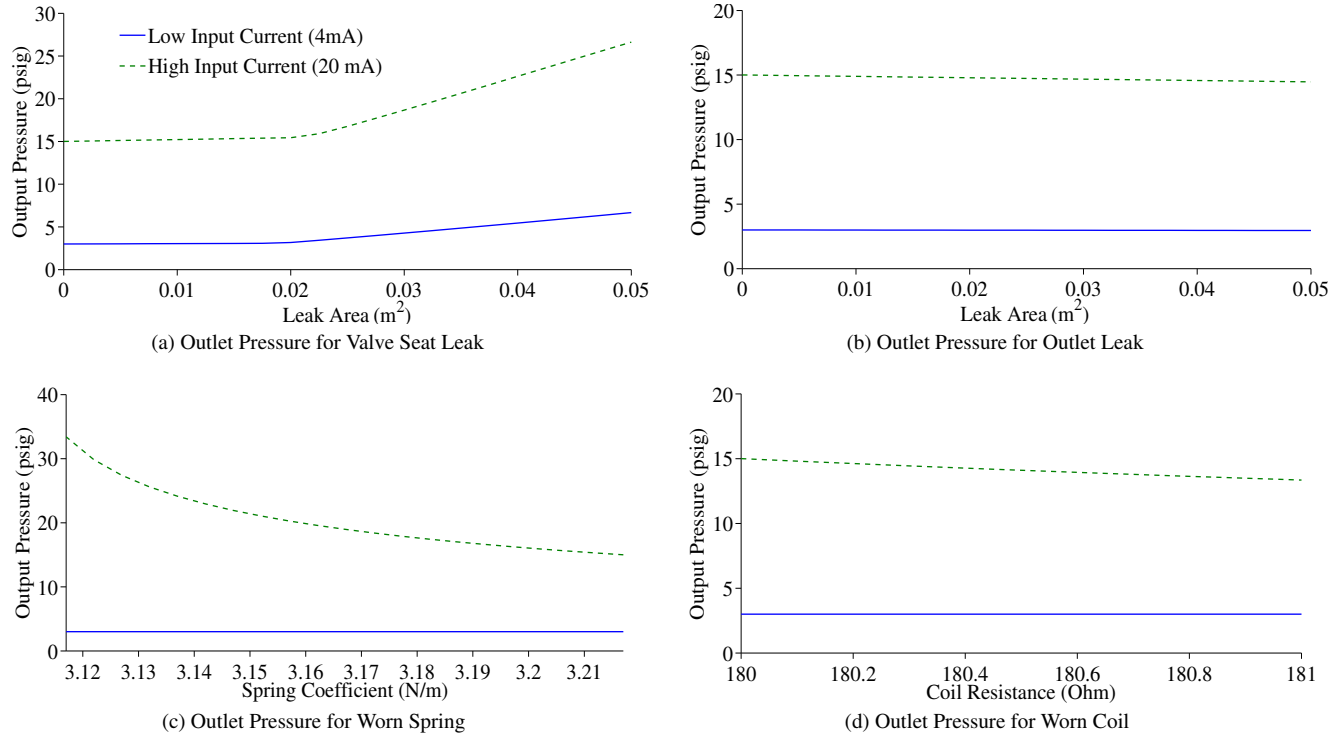 30
25
20
15
10
5
0
Output Pressure (psig)
Low Input Current (4mA)
High Input Current (20 mA)
0 0.01 0.02 0.03 0.04 0.05
Leak Area (m²)
(a) Outlet Pressure for Valve Seat Leak
20
15
10
5
0
Output Pressure (psig)
0 0.01 0.02 0.03 0.04 0.05
Leak Area (m²)
(b) Outlet Pressure for Outlet Leak
40
30
20
10
0
Output Pressure (psig)
3.12 3.13 3.14 3.15 3.16 3.17 3.18 3.19 3.2 3.21
Spring Coefficient (N/m)
(c) Outlet Pressure for Worn Spring
20
15
10
5
0
Output Pressure (psig)
180 180.2 180.4 180.6 180.8 181
Coil Resistance (Ohm)
(d) Outlet Pressure for Worn Coil